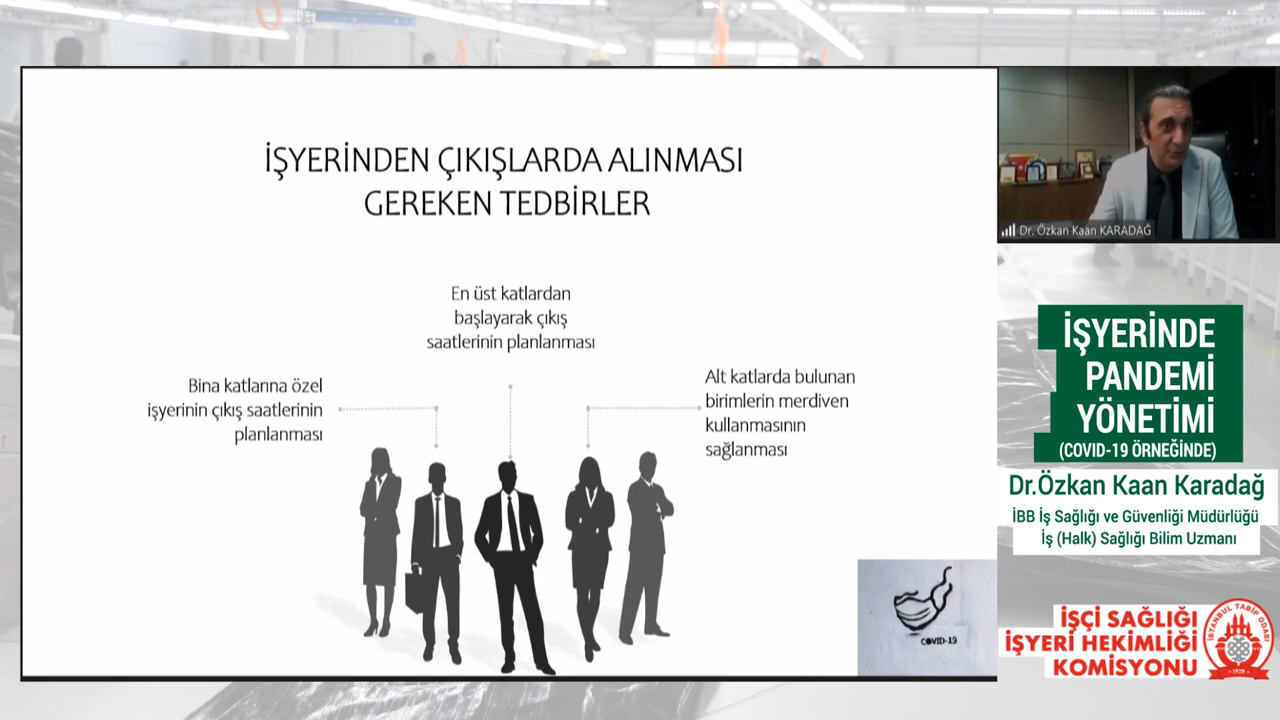 İŞYERİNDEN ÇIKIŞLARDA ALINMASI
GEREKEN TEDBİRLER
En üst katlardan
başlayarak çıkış
saatlerinin planlanması
Bina katlarına özel
işyerinin çıkış saatlerinin
planlanması
Alt katlarda bulunan
birimlerin merdiven
kullanmasının
sağlanması
COVID-19
Dr. Özkan Kaan KARADAĞ
İŞYERİNDE
PANDEMİ
YÖNETİMİ
(COVID-19 ÖRNEĞİNDE)
Dr.Özkan Kaan Karadağ
İBB İş Sağlığı ve Güvenliği Müdürlüğü
İş (Halk) Sağlığı Bilim Uzmanı
İŞÇİ SAĞLIĞI
İŞYERİ HEKİMLİĞİ
KOMİSYONU
İSTANBUL TABİP ODASI
1929